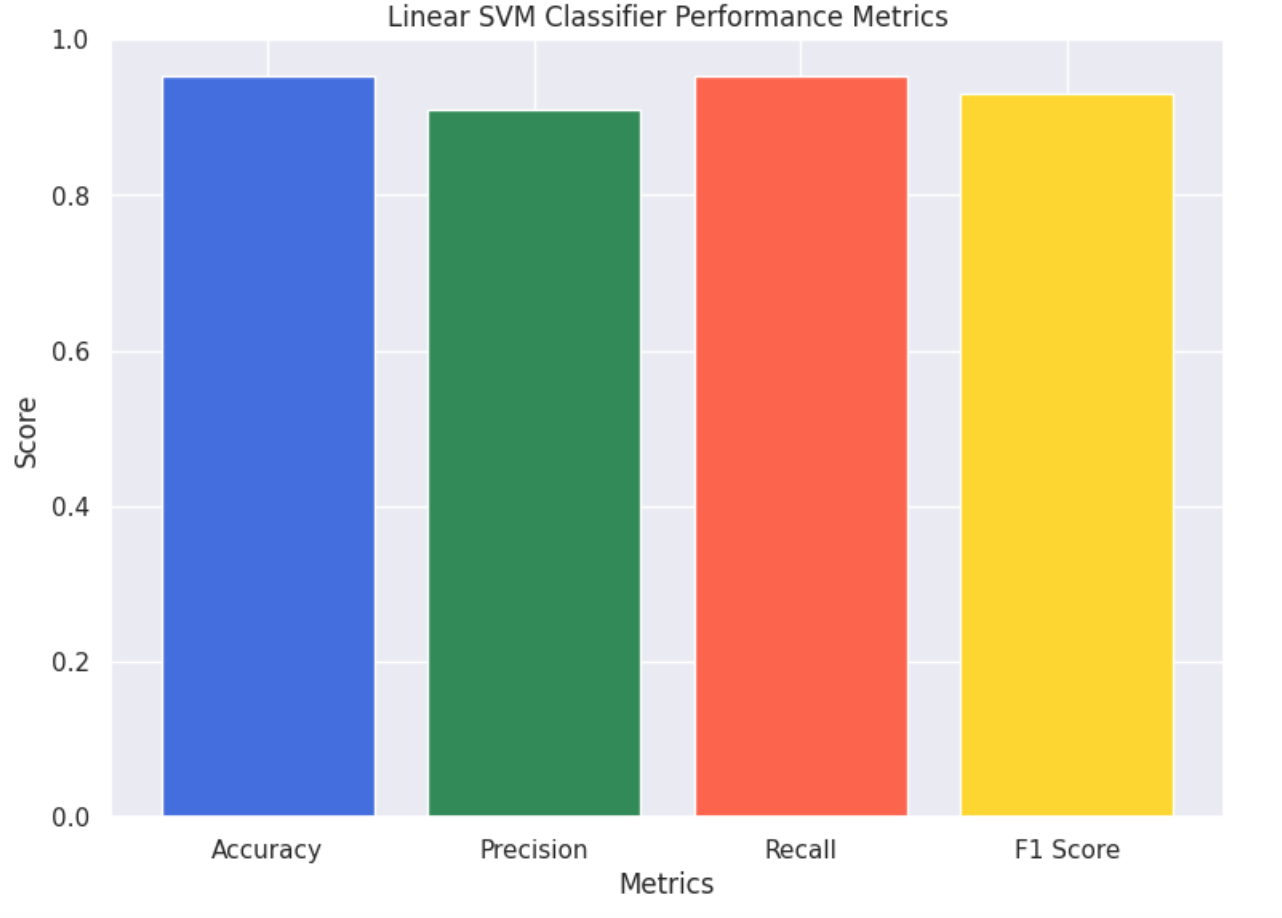 Linear SVM Classifier Performance Metrics
1.0
0.8
0.6
0.4
0.2
0.0
Score
Accuracy Precision Recall F1 Score
Metrics